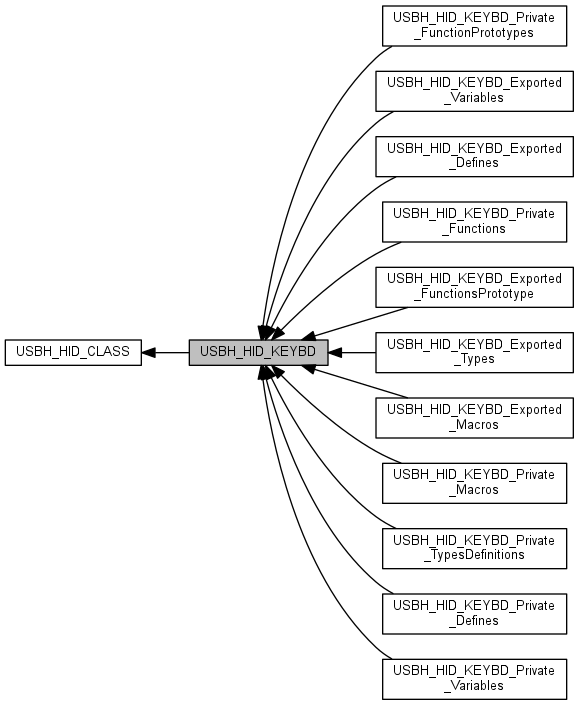 USBH_HID_KEYBD_Private
_FunctionPrototypes
USBH_HID_KEYBD_Exported
_Variables
USBH_HID_KEYBD_Exported
_Defines
USBH_HID_KEYBD_Private
_Functions
USBH_HID_KEYBD_Exported
_FunctionsPrototype
USBH_HID_CLASS
USBH_HID_KEYBD
USBH_HID_KEYBD_Exported
_Types
USBH_HID_KEYBD_Exported
_Macros
USBH_HID_KEYBD_Private
_Macros
USBH_HID_KEYBD_Private
_TypesDefinitions
USBH_HID_KEYBD_Private
_Defines
USBH_HID_KEYBD_Private
_Variables